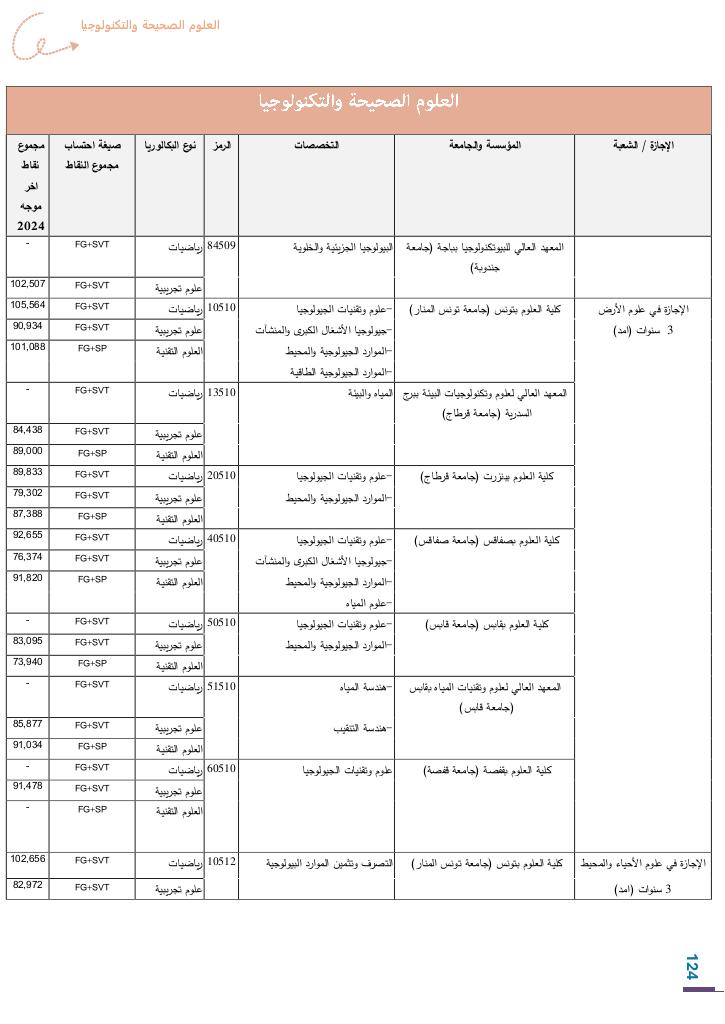 العلوم الصحيحة والتكنولوجيا
العلوم الصحيحة والتكنولوجيا
الإجازة / الشعبة المؤسسة والجامعة التخصصات الرمز نوع البكالوريا صيغة احتساب مجموع النقاط مجموع نقاط اخر موجه 2024
المعهد العالي للبيوتكنولوجيا بباجة (جامعة جندوبة) البيولوجيا الجزيئية والخلوية 84509 رياضيات FG+SVT -
علوم تجريبية FG+SVT 102,507
الإجازة في علوم الأرض كلية العلوم بتونس (جامعة تونس المنار) -علوم وتقنيات الجيولوجيا 10510 رياضيات FG+SVT 105,564
3 سنوات (امد) -جيولوجيا الأشغال الكبرى والمنشآت علوم تجريبية FG+SVT 90,934
-الموارد الجيولوجية والمحيط العلوم التقنية FG+SP 101,088
-الموارد الجيولوجية الطاقية
المعهد العالي لعلوم وتكنولوجيات البيئة ببرج السدرية (جامعة قرطاج) المياه والبيئة 13510 رياضيات FG+SVT -
علوم تجريبية FG+SVT 84,438
العلوم التقنية FG+SP 89,000
كلية العلوم ببنزرت (جامعة قرطاج) -علوم وتقنيات الجيولوجيا 20510 رياضيات FG+SVT 89,833
-الموارد الجيولوجية والمحيط علوم تجريبية FG+SVT 79,302
العلوم التقنية FG+SP 87,388
كلية العلوم بصفاقس (جامعة صفاقس) -علوم وتقنيات الجيولوجيا 40510 رياضيات FG+SVT 92,655
-جيولوجيا الأشغال الكبرى والمنشآت علوم تجريبية FG+SVT 76,374
-الموارد الجيولوجية والمحيط العلوم التقنية FG+SP 91,820
-علوم المياه
كلية العلوم بقابس (جامعة قابس) -علوم وتقنيات الجيولوجيا 50510 رياضيات FG+SVT -
-الموارد الجيولوجية والمحيط علوم تجريبية FG+SVT 83,095
العلوم التقنية FG+SP 73,940
المعهد العالي لعلوم وتقنيات المياه بقابس (جامعة قابس) -هندسة المياه 51510 رياضيات FG+SVT -
-هندسة التنقيب علوم تجريبية FG+SVT 85,877
العلوم التقنية FG+SP 91,034
كلية العلوم بقفصة (جامعة قفصة) علوم وتقنيات الجيولوجيا 60510 رياضيات FG+SVT -
علوم تجريبية FG+SVT 91,478
العلوم التقنية FG+SP -
الإجازة في علوم الأحياء والمحيط كلية العلوم بتونس (جامعة تونس المنار) التصرف وتثمين الموارد البيولوجية 10512 رياضيات FG+SVT 102,656
3 سنوات (امد) علوم تجريبية FG+SVT 82,972
124